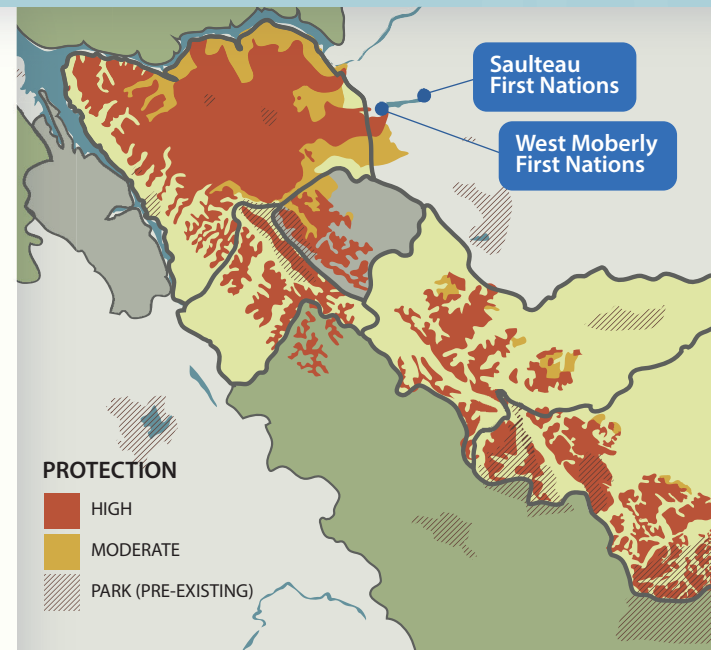 Saulteau
First Nations
West Moberly
First Nations
PROTECTION
HIGH
MODERATE
PARK (PRE-EXISTING)